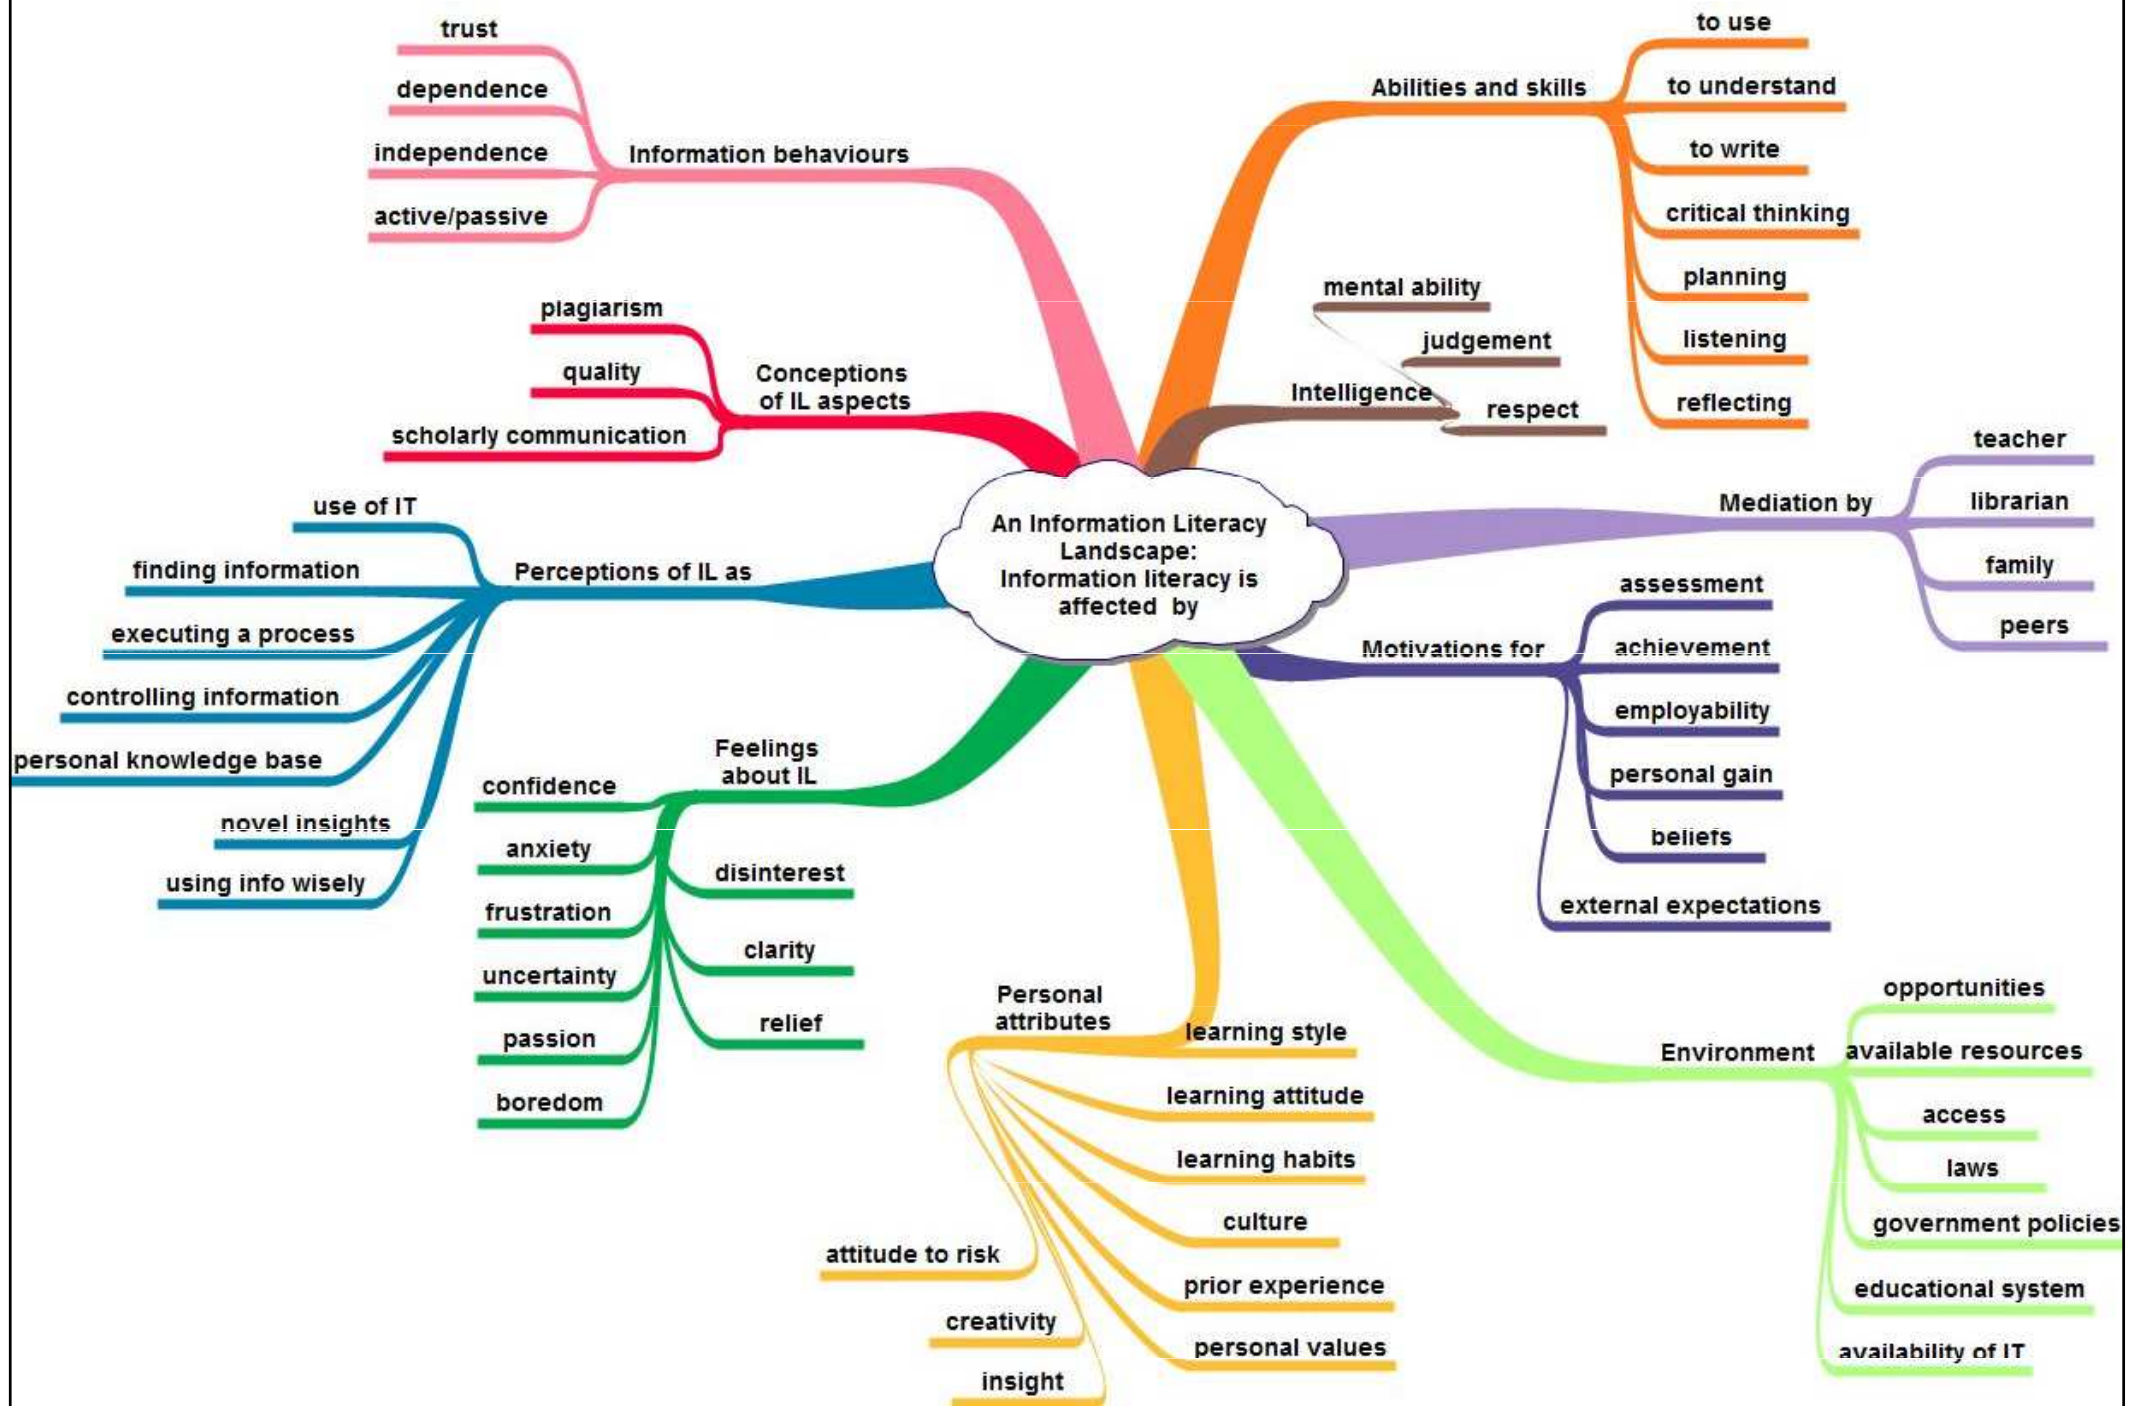 An Information Literacy
Landscape:
Information literacy is
affected by
Information behaviours
trust
dependence
independence
active/passive
Conceptions
of IL aspects
plagiarism
quality
scholarly communication
Perceptions of IL as
use of IT
finding information
executing a process
controlling information
personal knowledge base
novel insights
using info wisely
Feelings
about IL
confidence
anxiety
frustration
uncertainty
passion
boredom
disinterest
clarity
relief
Personal
attributes
learning style
learning attitude
learning habits
culture
prior experience
personal values
attitude to risk
creativity
insight
Abilities and skills
to use
to understand
to write
critical thinking
planning
listening
reflecting
Intelligence
mental ability
judgement
respect
Mediation by
teacher
librarian
family
peers
Motivations for
assessment
achievement
employability
personal gain
beliefs
external expectations
Environment
opportunities
available resources
access
laws
government policies
educational system
availability of IT